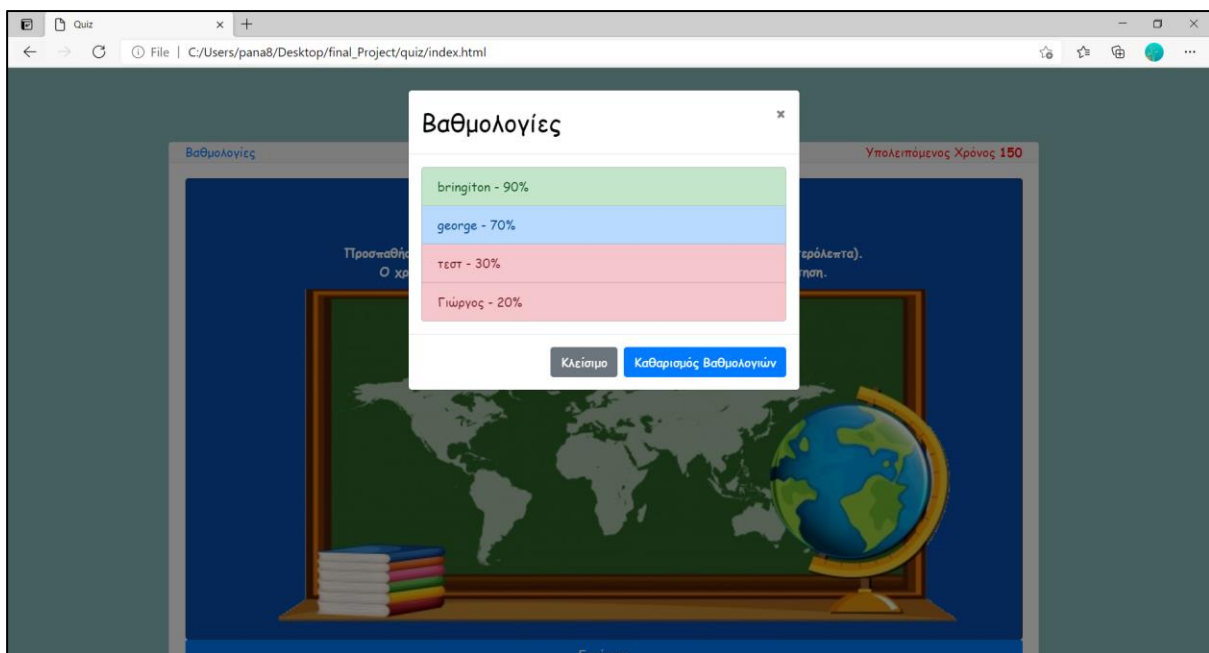 Quiz
File | C:/Users/pana8/Desktop/final_Project/quiz/index.html
Βαθμολογίες
Βαθμολογίες
Υπολειπόμενος Χρόνος 150
bringiton - 90%
george - 70%
τεστ - 30%
Γιώργος - 20%
Κλείσιμο
Καθαρισμός Βαθμολογιών